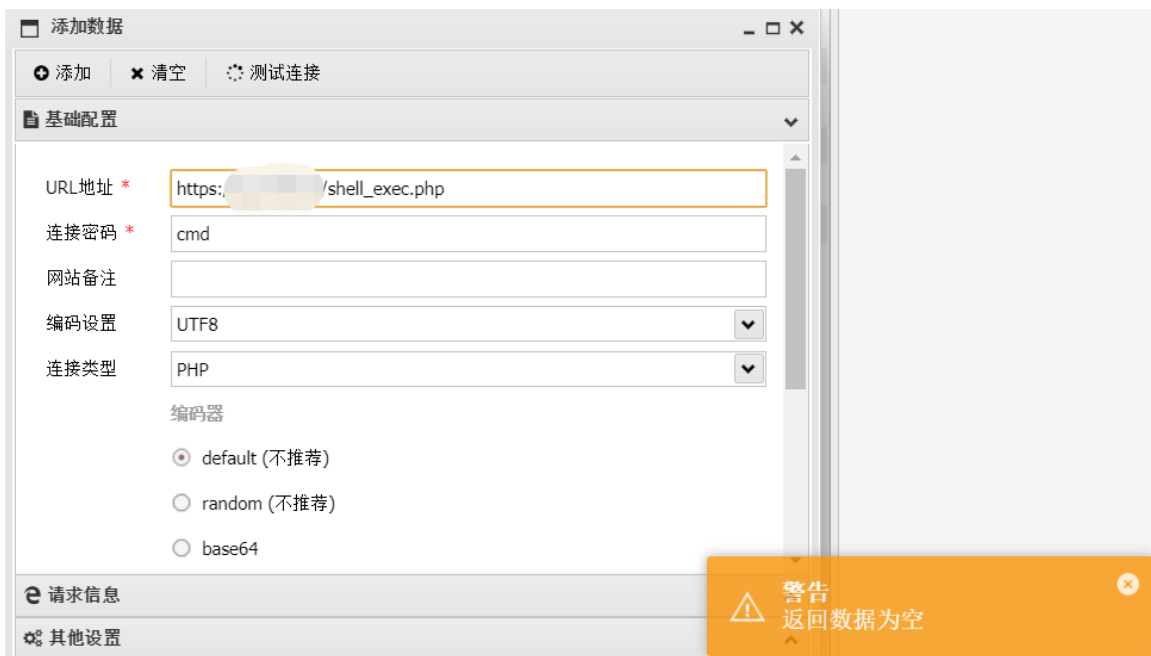 添加数据
添加 清空 测试连接
基础配置
URL地址 * https:/ /shell_exec.php
连接密码 * cmd
网站备注
编码设置 UTF8
连接类型 PHP
编码器
default (不推荐)
random (不推荐)
base64
请求信息
其他设置
警告
返回数据为空